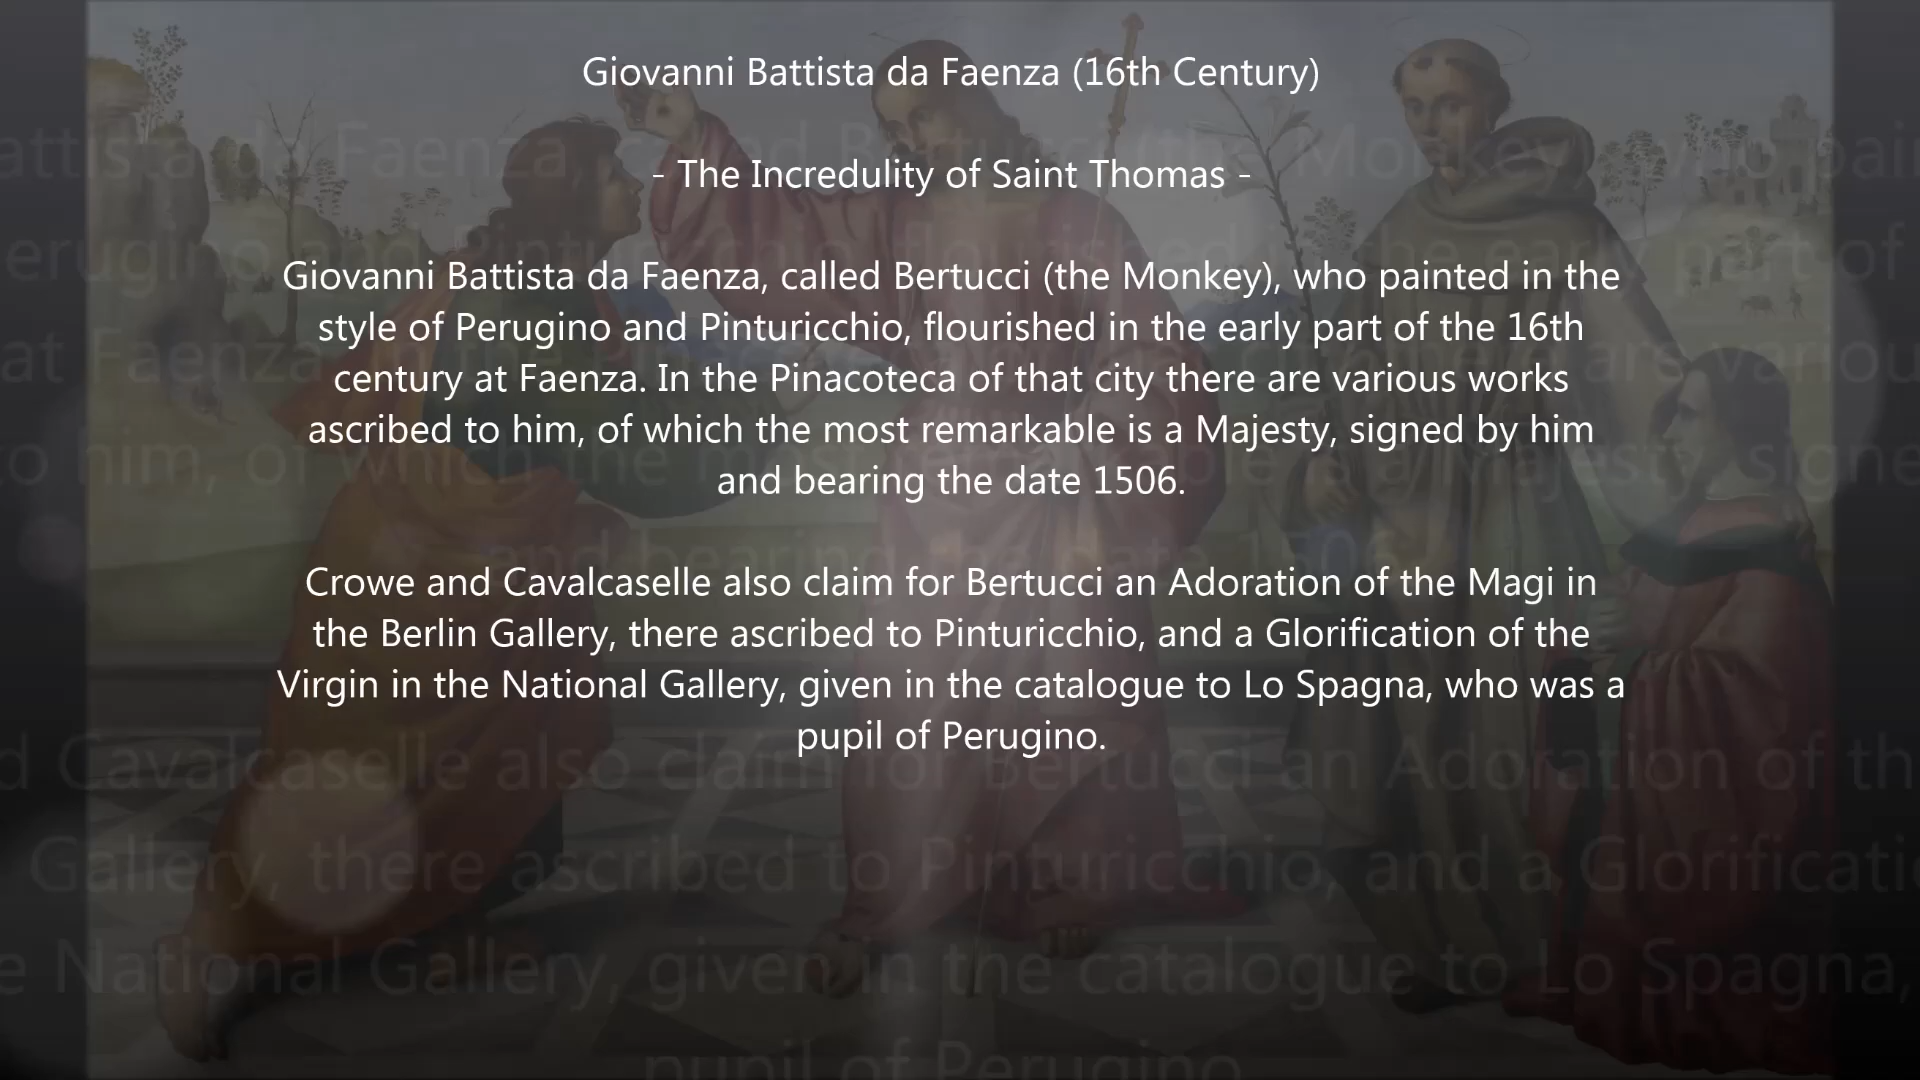 Giovanni Battista da Faenza (16th Century)
- The Incredulity of Saint Thomas -
Giovanni Battista da Faenza, called Bertucci (the Monkey), who painted in the
style of Perugino and Pinturicchio, flourished in the early part of the 16th
century at Faenza. In the Pinacoteca of that city there are various works
ascribed to him, of which the most remarkable is a Majesty, signed by him
and bearing the date 1506.
Crowe and Cavalcaselle also claim for Bertucci an Adoration of the Magi in
the Berlin Gallery, there ascribed to Pinturicchio, and a Glorification of the
Virgin in the National Gallery, given in the catalogue to Lo Spagna, who was a
pupil of Perugino.